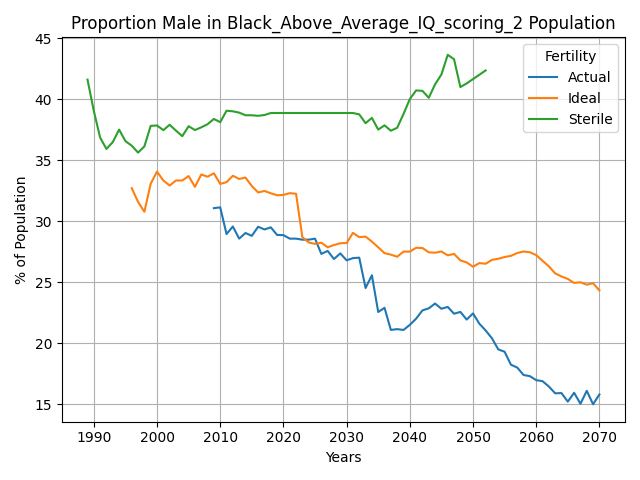 Proportion Male in Black_Above_Average_IQ_scoring_2 Population
% of Population
45
40
35
30
25
20
15
Fertility
Actual
Ideal
Sterile
1990 2000 2010 2020 2030 2040 2050 2060 2070
Years